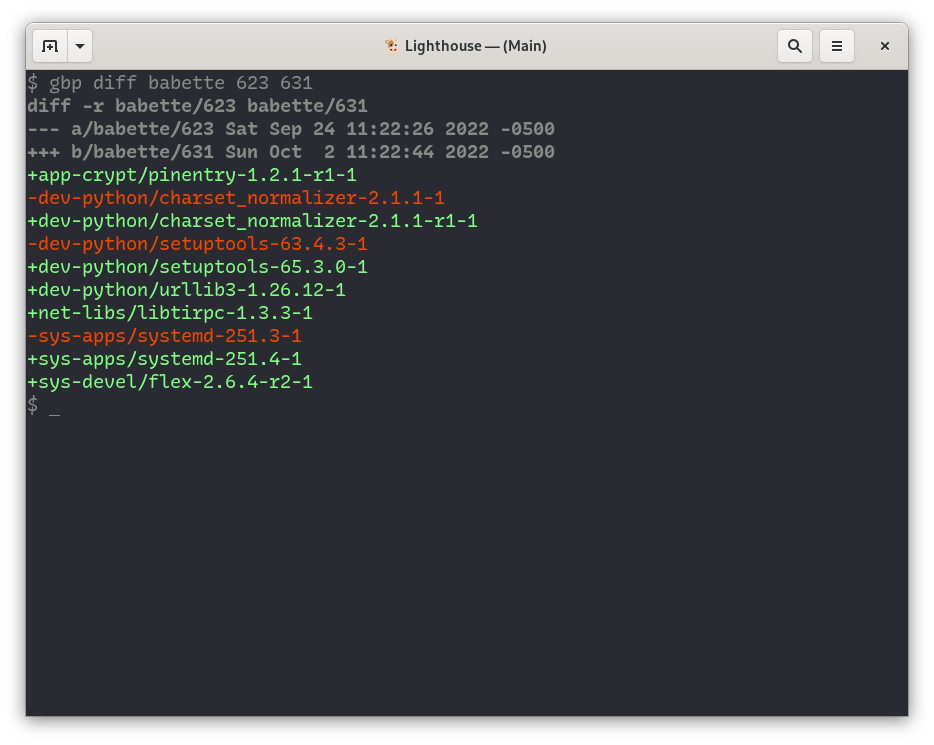 Lighthouse — (Main)
$ gbp diff babette 623 631
diff -r babette/623 babette/631
--- a/babette/623 Sat Sep 24 11:22:26 2022 -0500
+++ b/babette/631 Sun Oct  2 11:22:44 2022 -0500
+app-crypt/pinentry-1.2.1-r1-1
-dev-python/charset_normalizer-2.1.1-1
+dev-python/charset_normalizer-2.1.1-r1-1
-dev-python/setuptools-63.4.3-1
+dev-python/setuptools-65.3.0-1
+dev-python/urllib3-1.26.12-1
+net-libs/libtirpc-1.3.3-1
-sys-apps/systemd-251.3-1
+sys-apps/systemd-251.4-1
+sys-devel/flex-2.6.4-r2-1
$ _